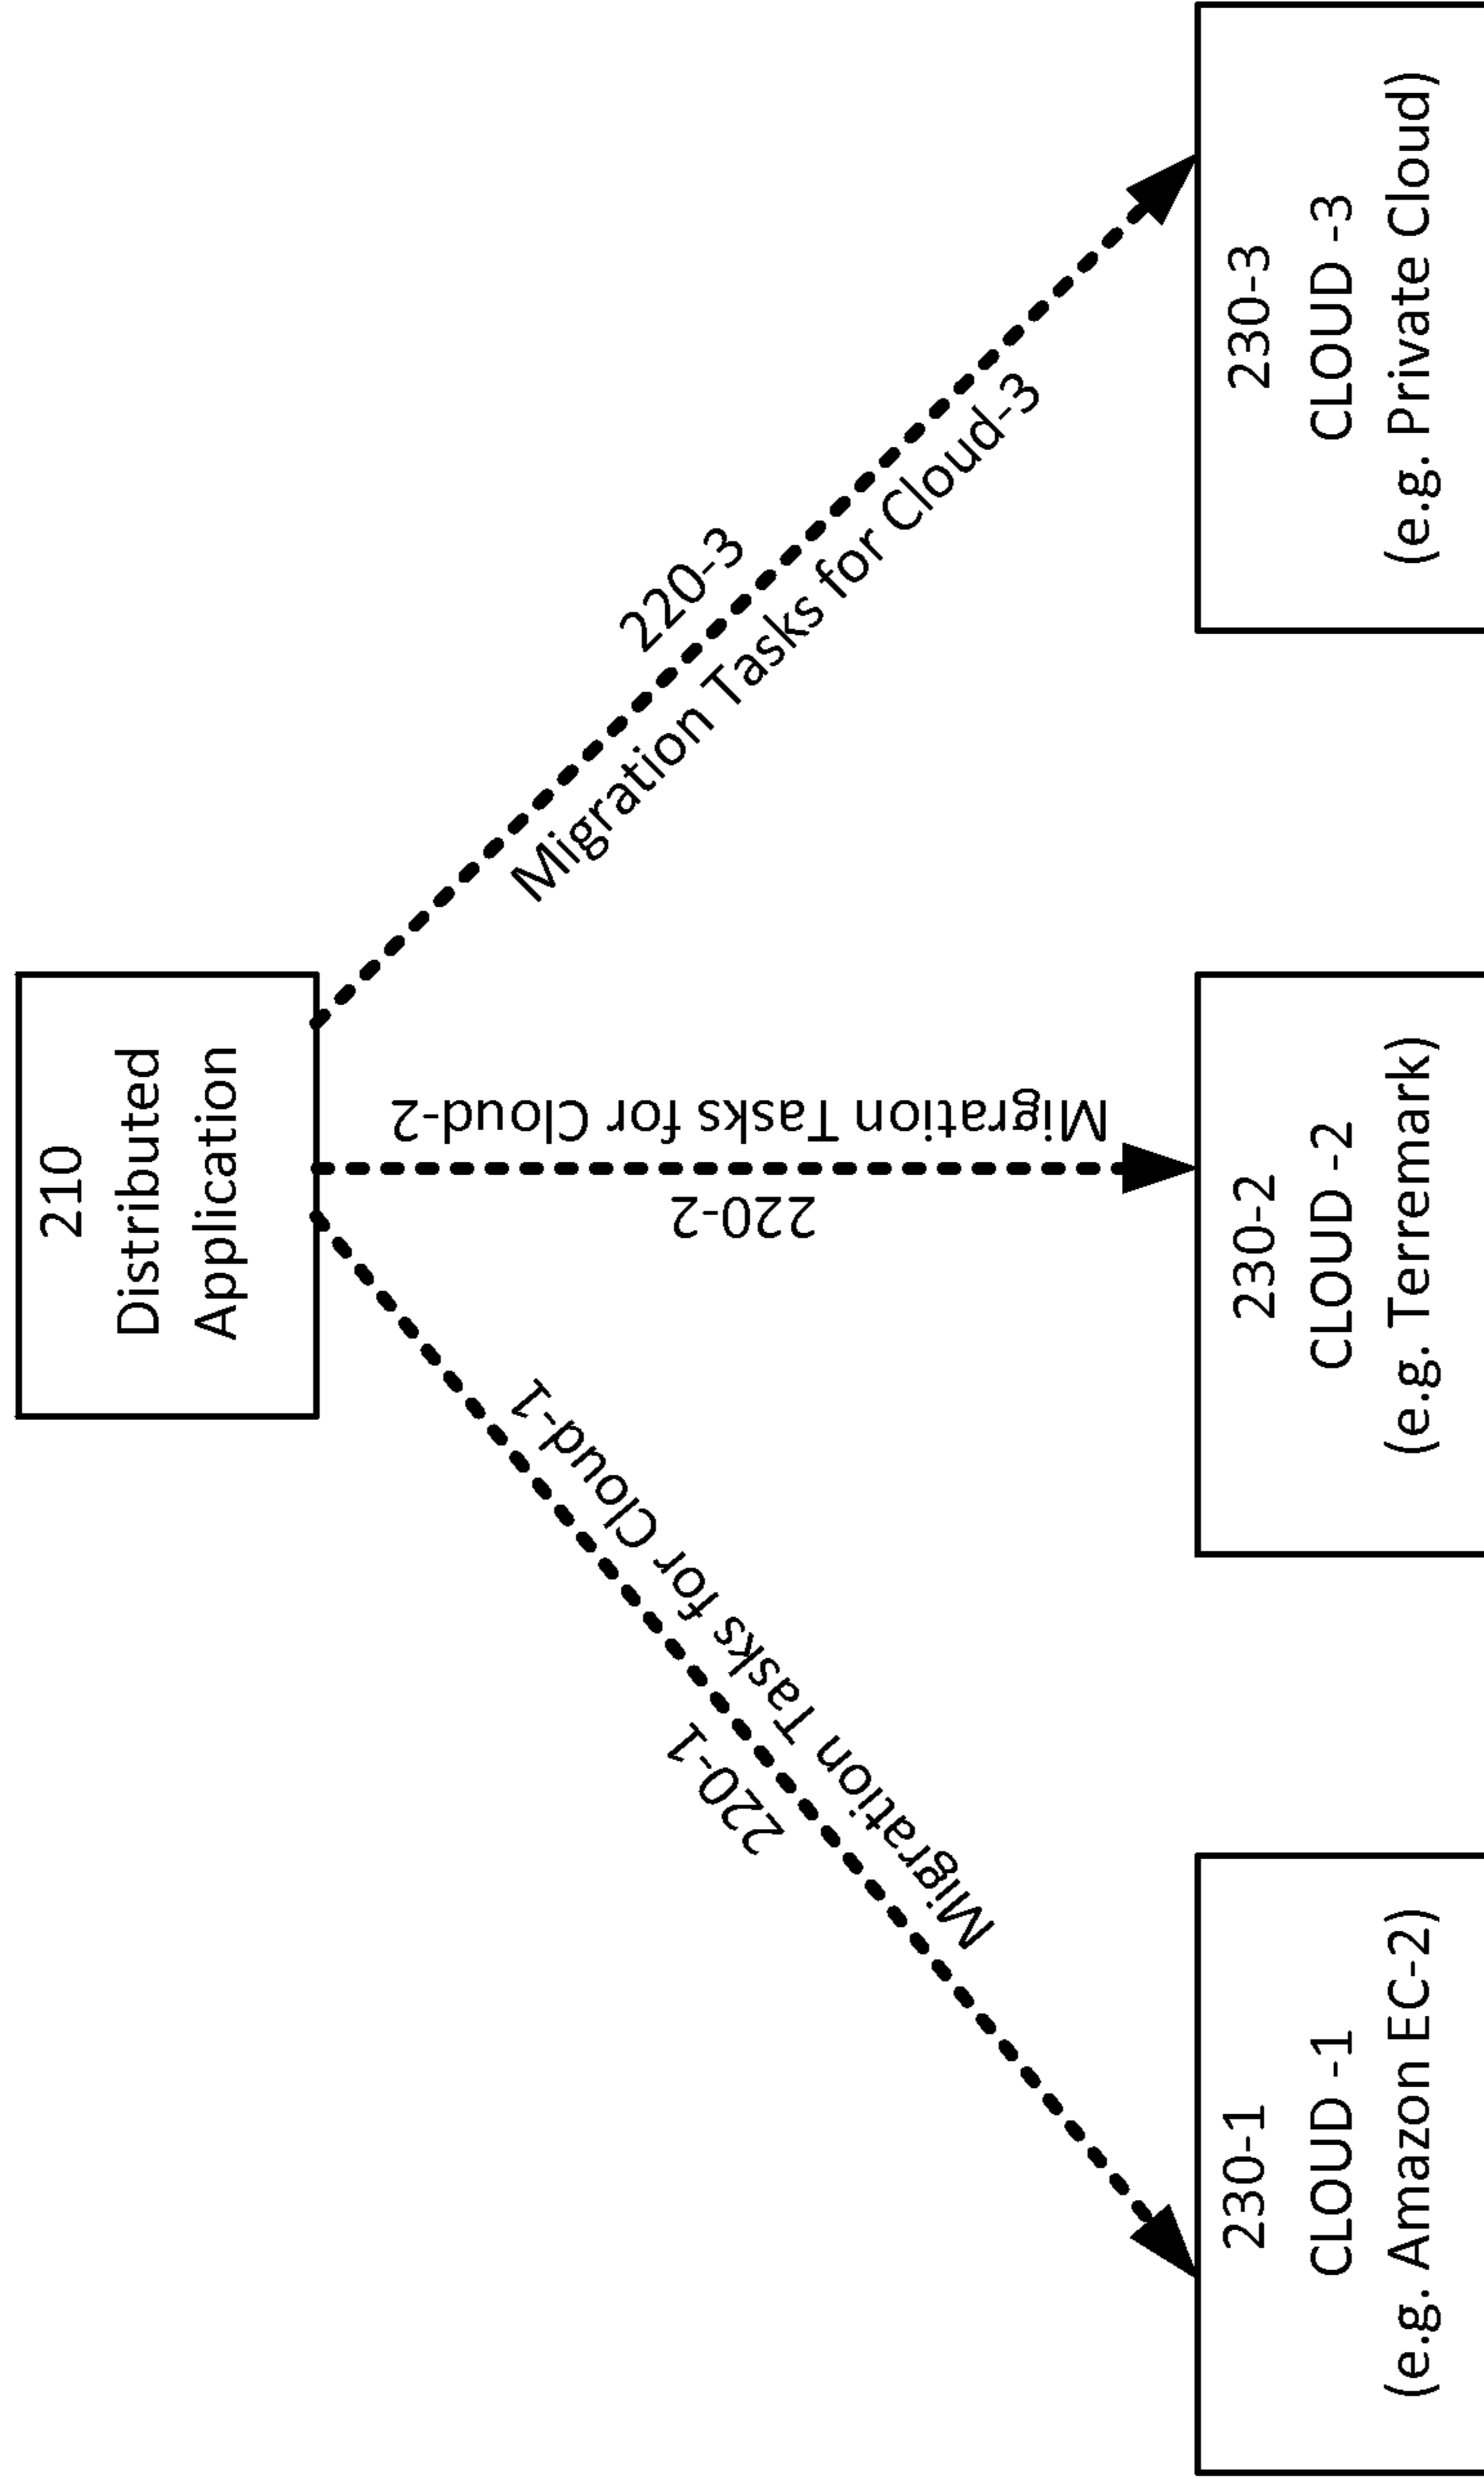 210
Distributed
Application
220-1
Migration Tasks for Cloud-1
220-2
Migration Tasks for Cloud-2
220-3
Migration Tasks for Cloud-3
230-1
CLOUD -1
(e.g. Amazon EC-2)
230-2
CLOUD -2
(e.g. Terremark)
230-3
CLOUD -3
(e.g. Private Cloud)